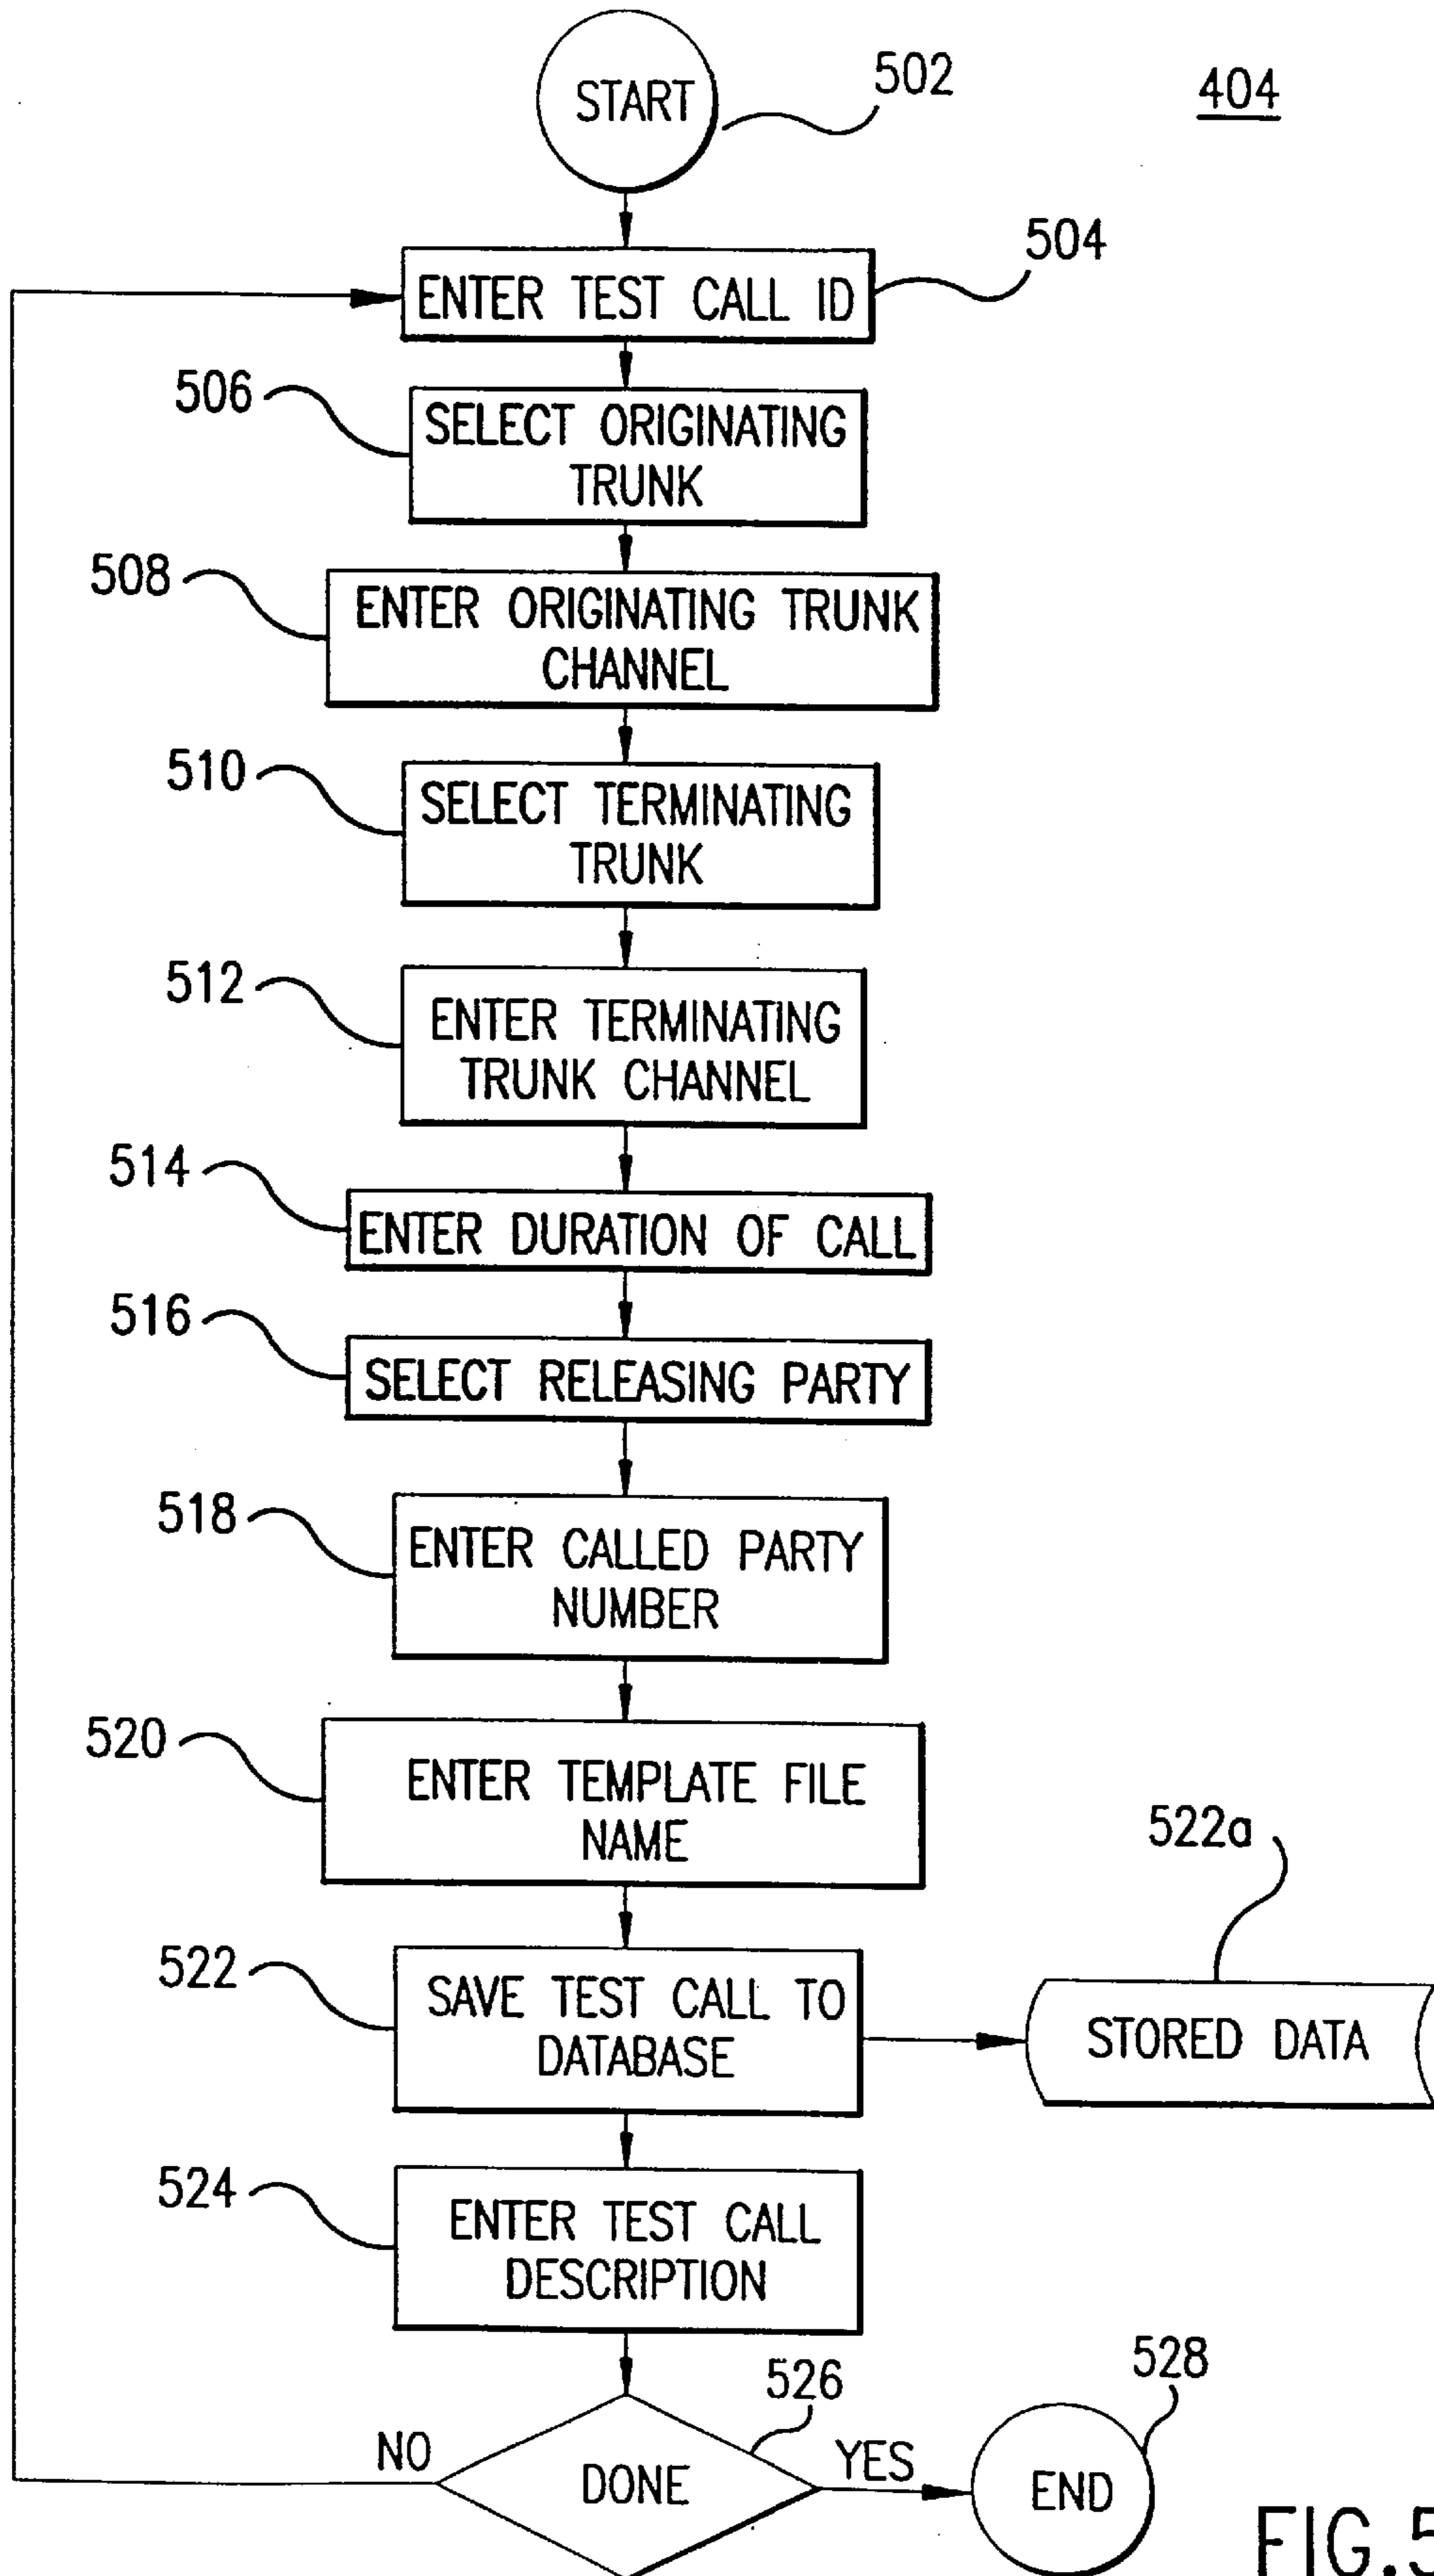 START
502
404
ENTER TEST CALL ID
504
506
SELECT ORIGINATING
TRUNK
508
ENTER ORIGINATING TRUNK
CHANNEL
510
SELECT TERMINATING
TRUNK
512
ENTER TERMINATING
TRUNK CHANNEL
514
ENTER DURATION OF CALL
516
SELECT RELEASING PARTY
518
ENTER CALLED PARTY
NUMBER
520
ENTER TEMPLATE FILE
NAME
522
SAVE TEST CALL TO
DATABASE
522a
STORED DATA
524
ENTER TEST CALL
DESCRIPTION
526
NO
DONE
YES
528
END
FIG.5